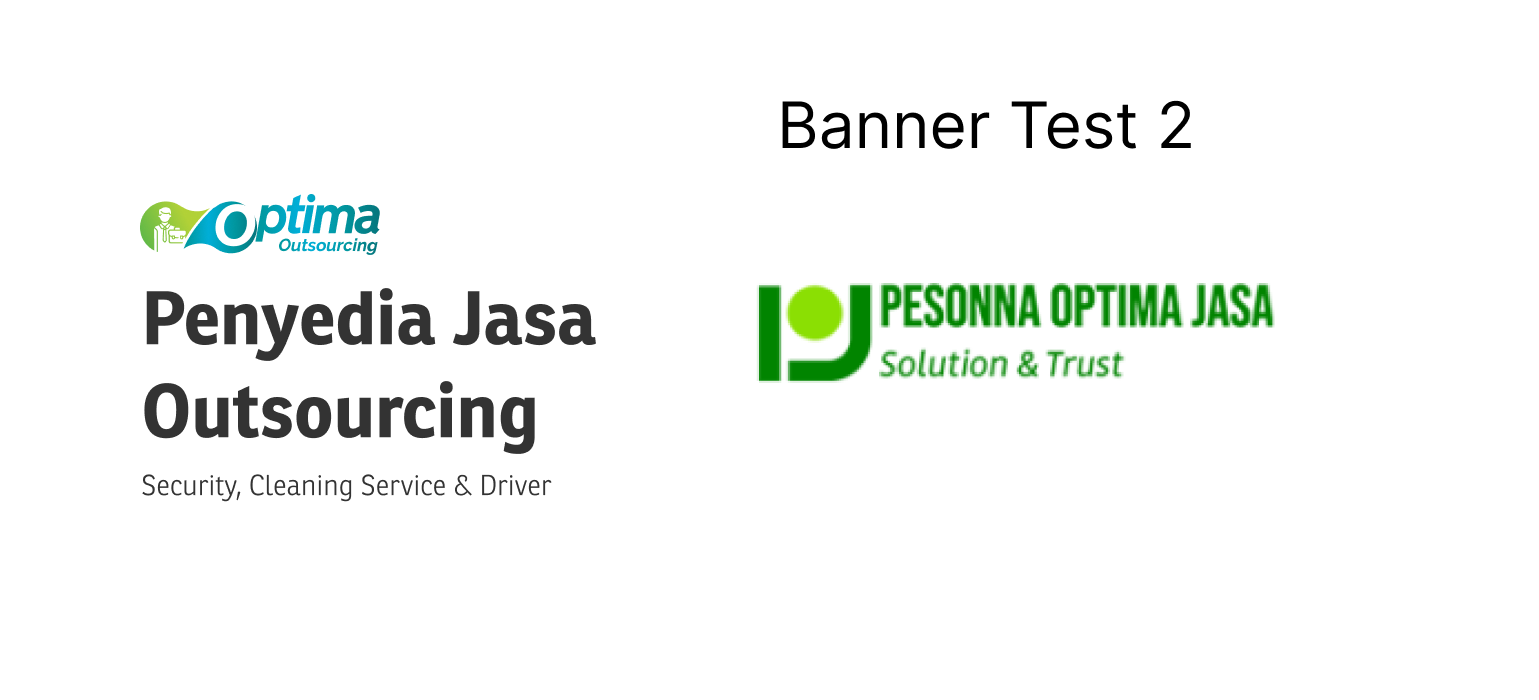 Optima
Outsourcing
Penyedia Jasa
Outsourcing
Security, Cleaning Service & Driver
Banner Test 2
PESONNA OPTIMA JASA
Solution & Trust